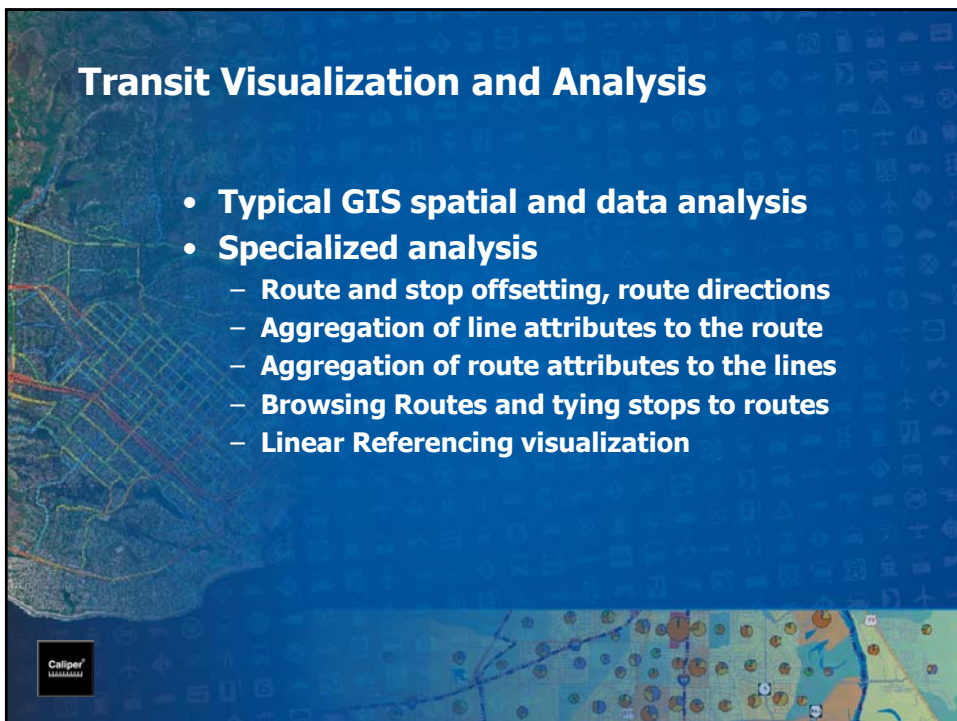 Transit Visualization and Analysis
• Typical GIS spatial and data analysis
• Specialized analysis
– Route and stop offsetting, route directions
– Aggregation of line attributes to the route
– Aggregation of route attributes to the lines
– Browsing Routes and tying stops to routes
– Linear Referencing visualization
Caliper